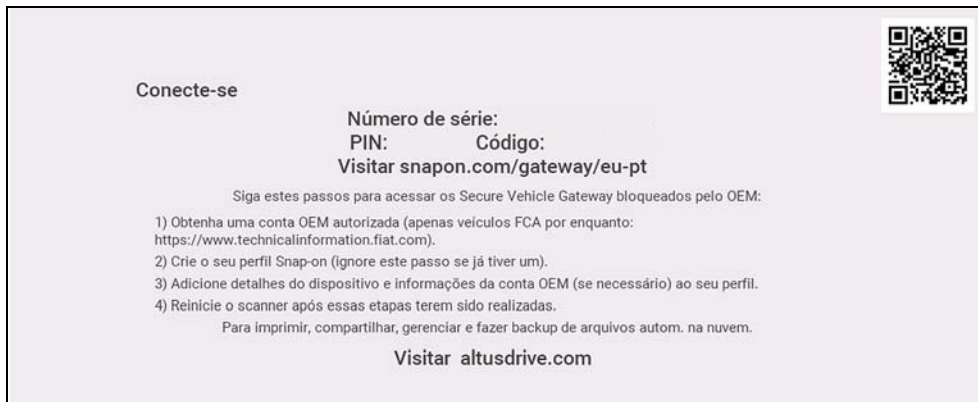 Conecte-se
Número de série:
PIN: Código:
Visitar snapon.com/gateway/eu-pt
Siga estes passos para acessar os Secure Vehicle Gateway bloqueados pelo OEM:
1) Obtenha uma conta OEM autorizada (apenas veículos FCA por enquanto:
https://www.technicalinformation.fiat.com).
2) Crie o seu perfil Snap-on (ignore este passo se já tiver um).
3) Adicione detalhes do dispositivo e informações da conta OEM (se necessário) ao seu perfil.
4) Reinicie o scanner após essas etapas terem sido realizadas.
Para imprimir, compartilhar, gerenciar e fazer backup de arquivos autom. na nuvem.
Visitar altusdrive.com